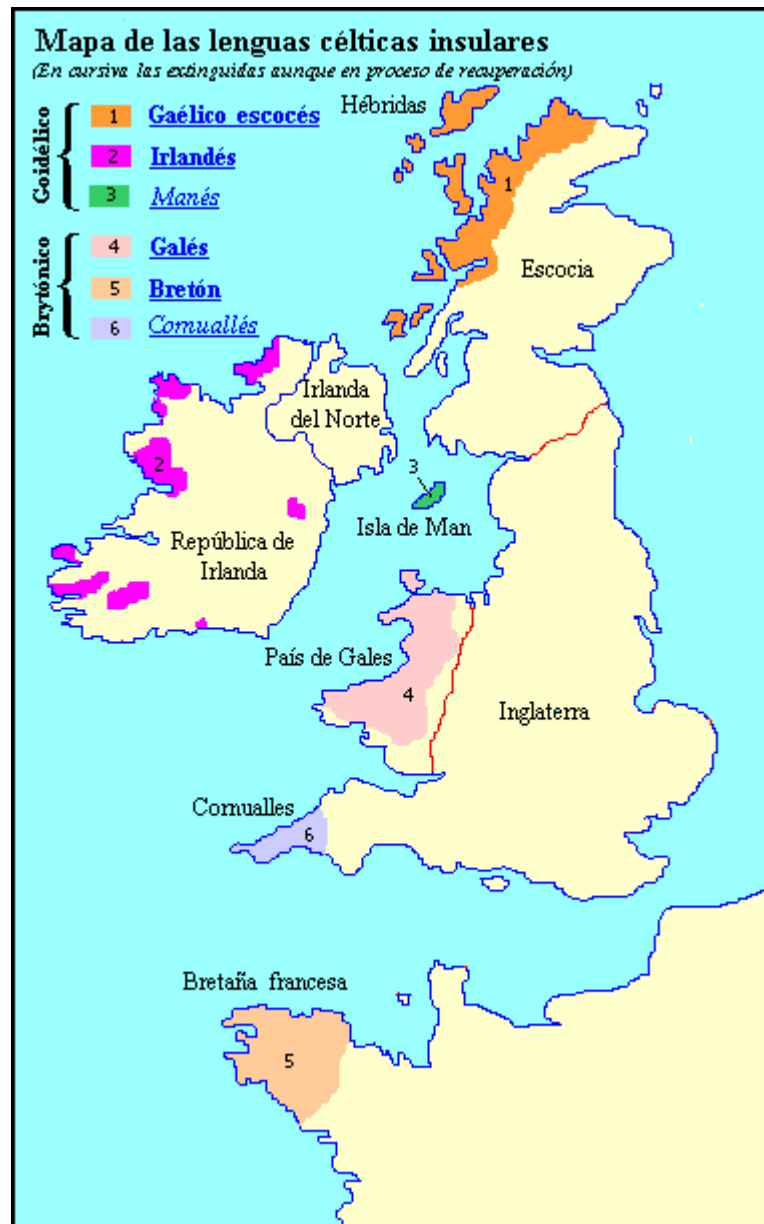 Mapa de las lenguas célticas insulares
(En cursiva las extinguidas aunque en proceso de recuperación)
Goidélico
1 Gaélico escocés
2 Irlandés
3 Manés
Brytónico
4 Galés
5 Bretón
6 Cornuallés
Hébridas
1
Escocia
Irlanda
del Norte
2
3
Isla de Man
República de
Irlanda
País de Gales
4
Inglaterra
Cornualles
6
Bretaña francesa
5